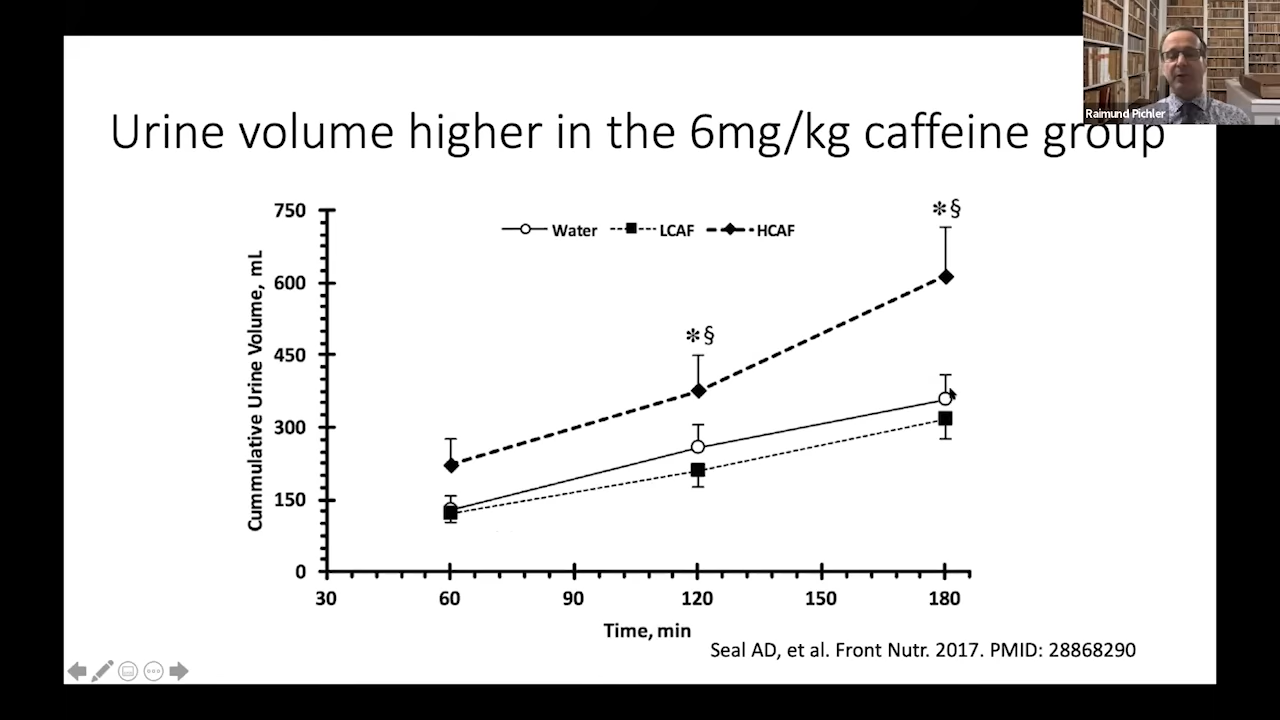 Raimund Pichler
Urine volume higher in the 6mg/kg caffeine group
Water LCAF HCAF
Cummulative Urine Volume, mL
750
600
450
300
150
0
*§
*§
30 60 90 120 150 180
Time, min
Seal AD, et al. Front Nutr. 2017. PMID: 28868290